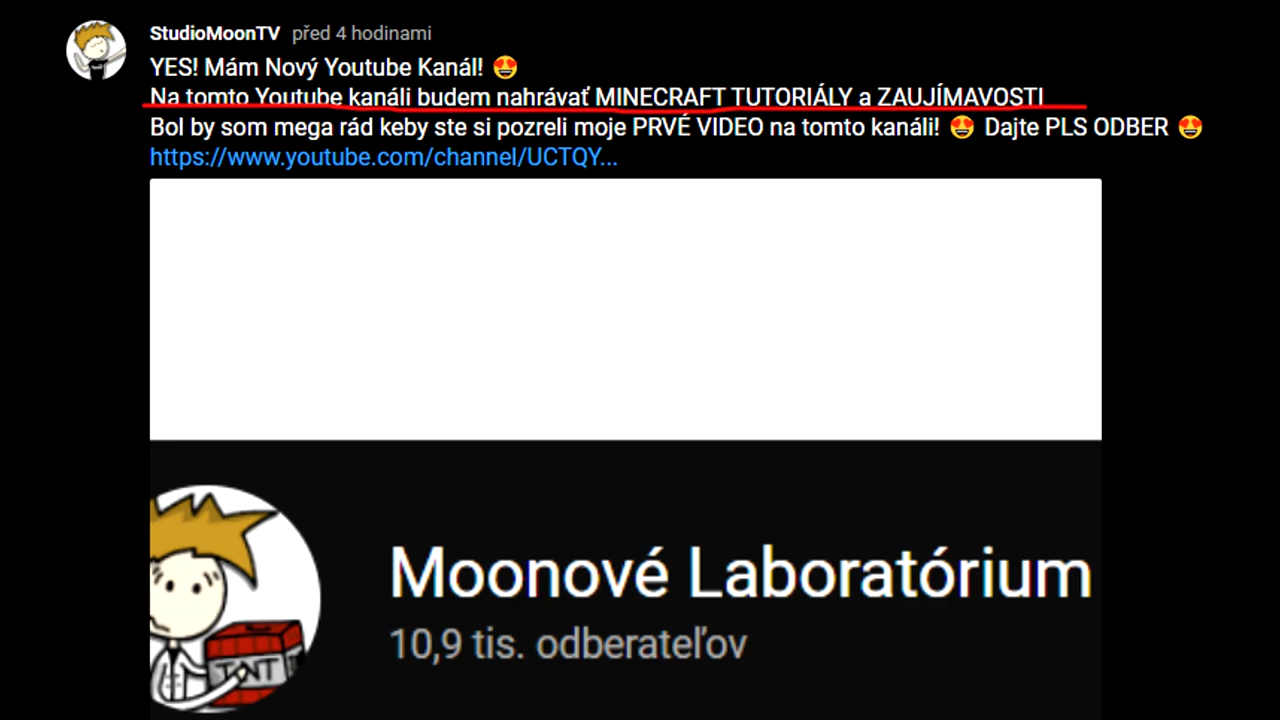 StudioMoonTV před 4 hodinami
YES! Mám Nový Youtube Kanál! 😍
Na tomto Youtube kanáli budem nahrávať MINECRAFT TUTORIÁLY a ZAUJÍMAVOSTI
Bol by som mega rád keby ste si pozreli moje PRVÉ VIDEO na tomto kanáli! 😍 Dajte PLS ODBER 😍
https://www.youtube.com/channel/UCTQY...
Moonové Laboratórium
10,9 tis. odberateľov
TNT